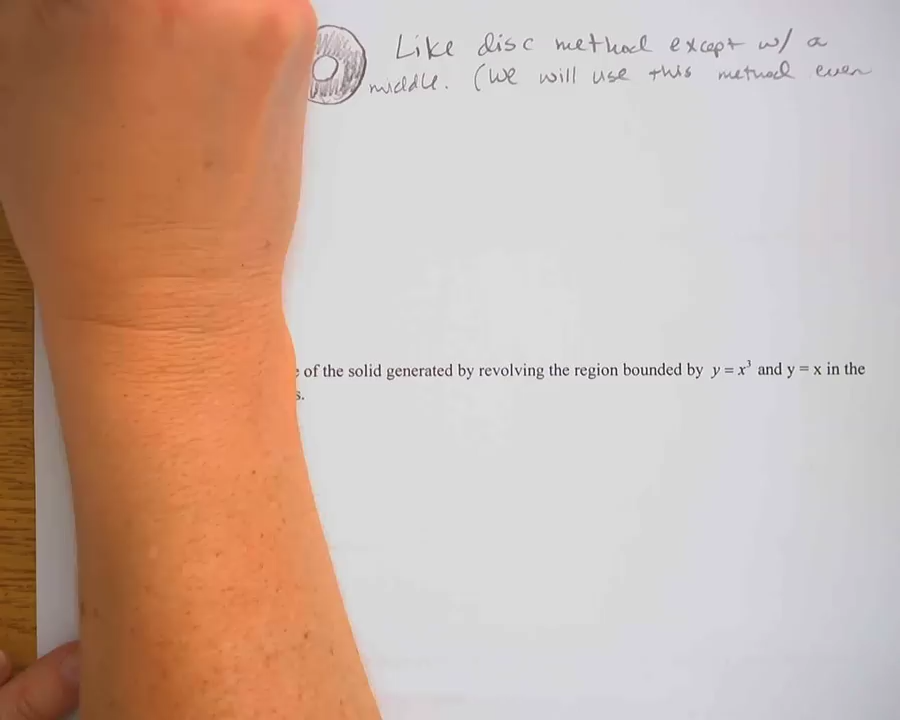 Like disc method except w/ a
middle. (We will use this method even
of the solid generated by revolving the region bounded by y = x³ and y = x in the
s.